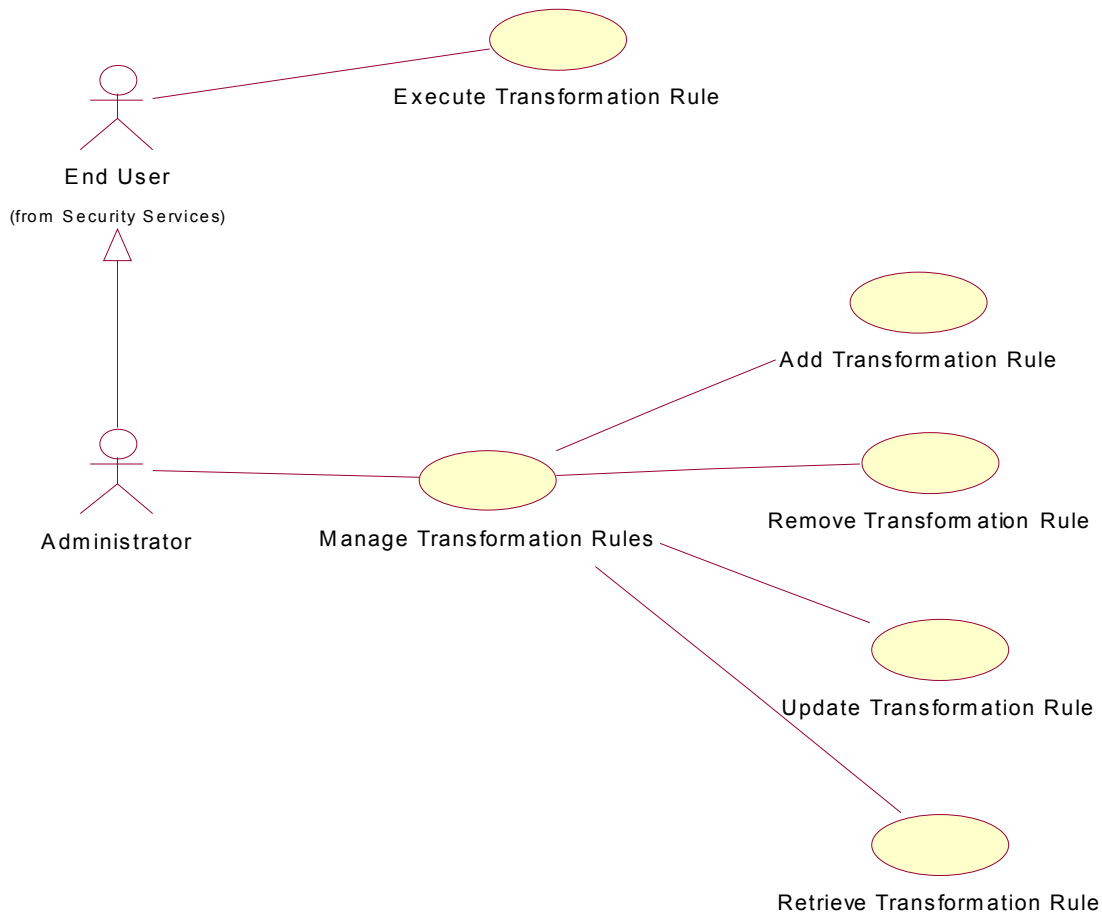 Execute Transformation Rule
End User
(from Security Services)
Add Transformation Rule
Remove Transformation Rule
Administrator
Manage Transformation Rules
Update Transformation Rule
Retrieve Transformation Rule